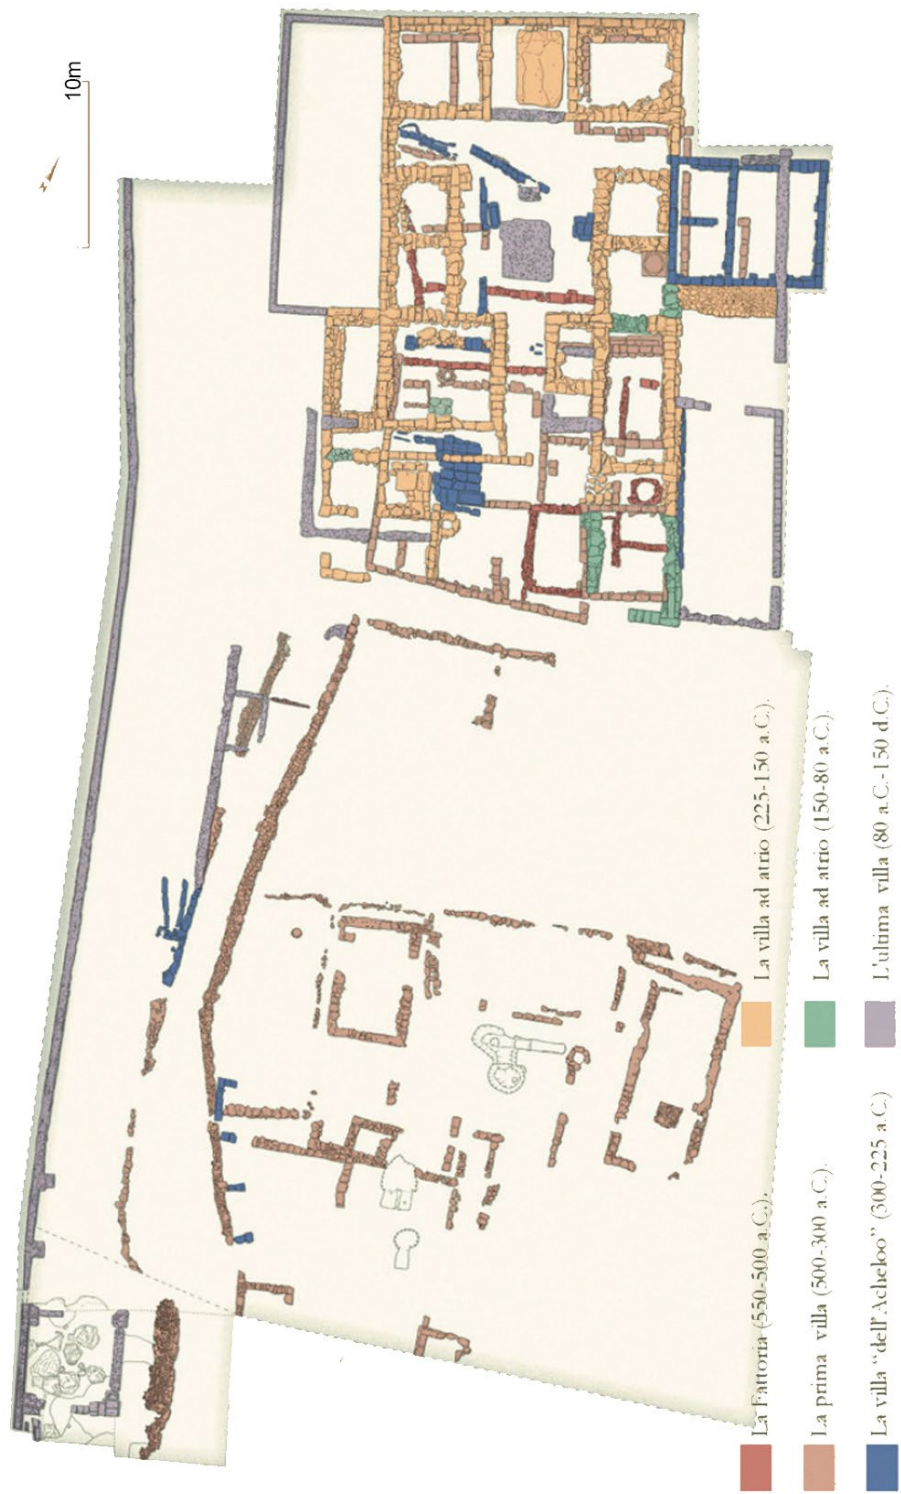 10m
z
La Fattoria (550-500 a.C.).
La prima villa (500-300 a.C.).
La villa "dell'Acheloo" (300-225 a.C.)
La villa ad atrio (225-150 a.C.).
La villa ad atrio (150-80 a.C.).
L'ultima villa (80 a.C.-150 d.C.).